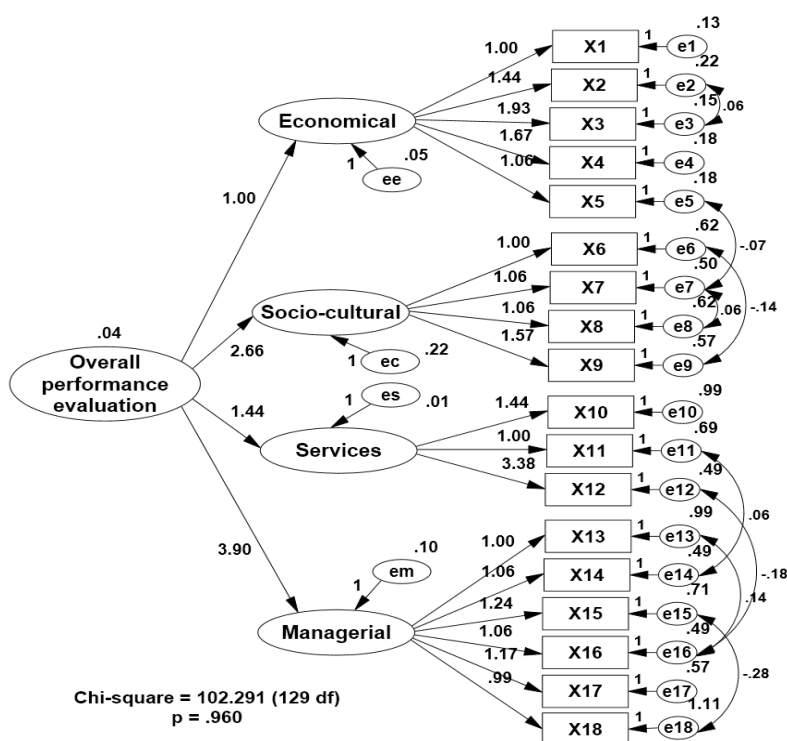 .13
1.00
1
X1
e1
.22
1.44
1
X2
e2
.15
.06
1.93
1
X3
e3
Economical
.18
1.67
1
X4
e4
.05
1
ee
.18
1.06
1
X5
e5
1.00
.62
-.07
1.00
1
X6
e6
.50
1.06
1
X7
e7
.62
.06
-.14
Socio-cultural
1.06
1
X8
e8
.57
1.57
1
X9
e9
.04
2.66
1
ec
.22
Overall
performance
evaluation
1
es
.01
.99
1.44
1.44
1
X10
e10
.69
Services
1.00
1
X11
e11
.49
3.38
1
X12
e12
.06
.99
1.00
1
X13
e13
3.90
.10
1
em
.49
1.06
1
X14
e14
-.18
.71
.14
1.24
1
X15
e15
Managerial
.49
1.06
1
X16
e16
.57
-.28
1.17
1
X17
e17
1.11
.99
1
X18
e18
Chi-square = 102.291 (129 df)
p = .960